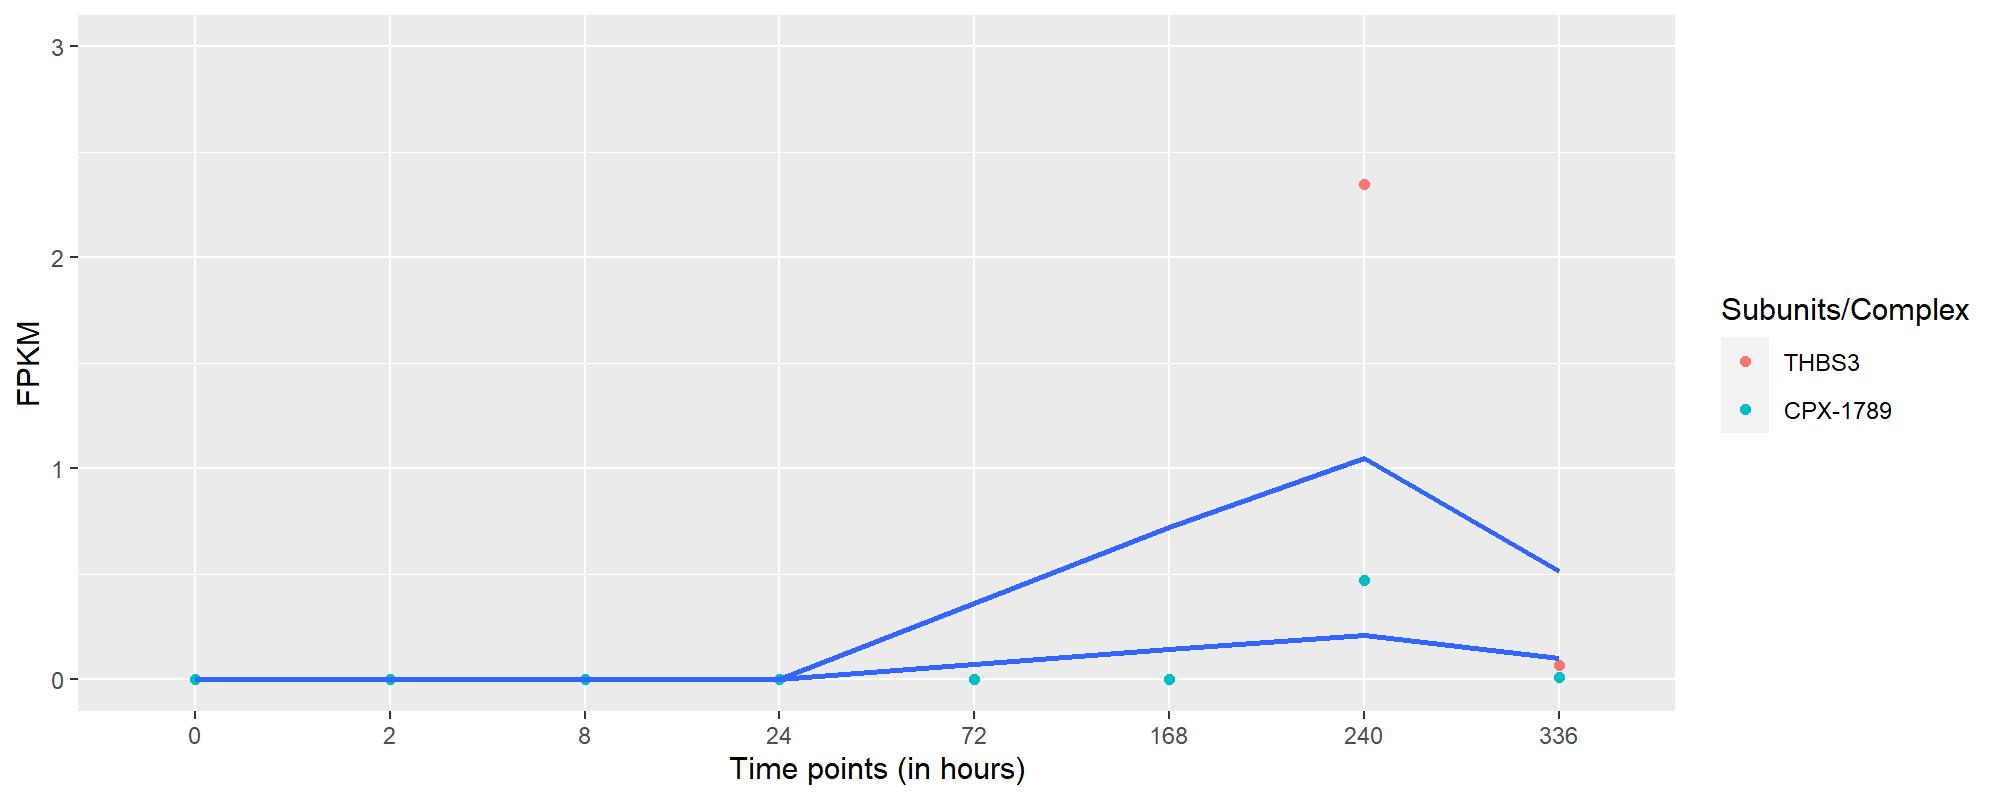 3
2
1
0
FPKM
0 2 8 24 72 168 240 336
Time points (in hours)
Subunits/Complex
THBS3
CPX-1789